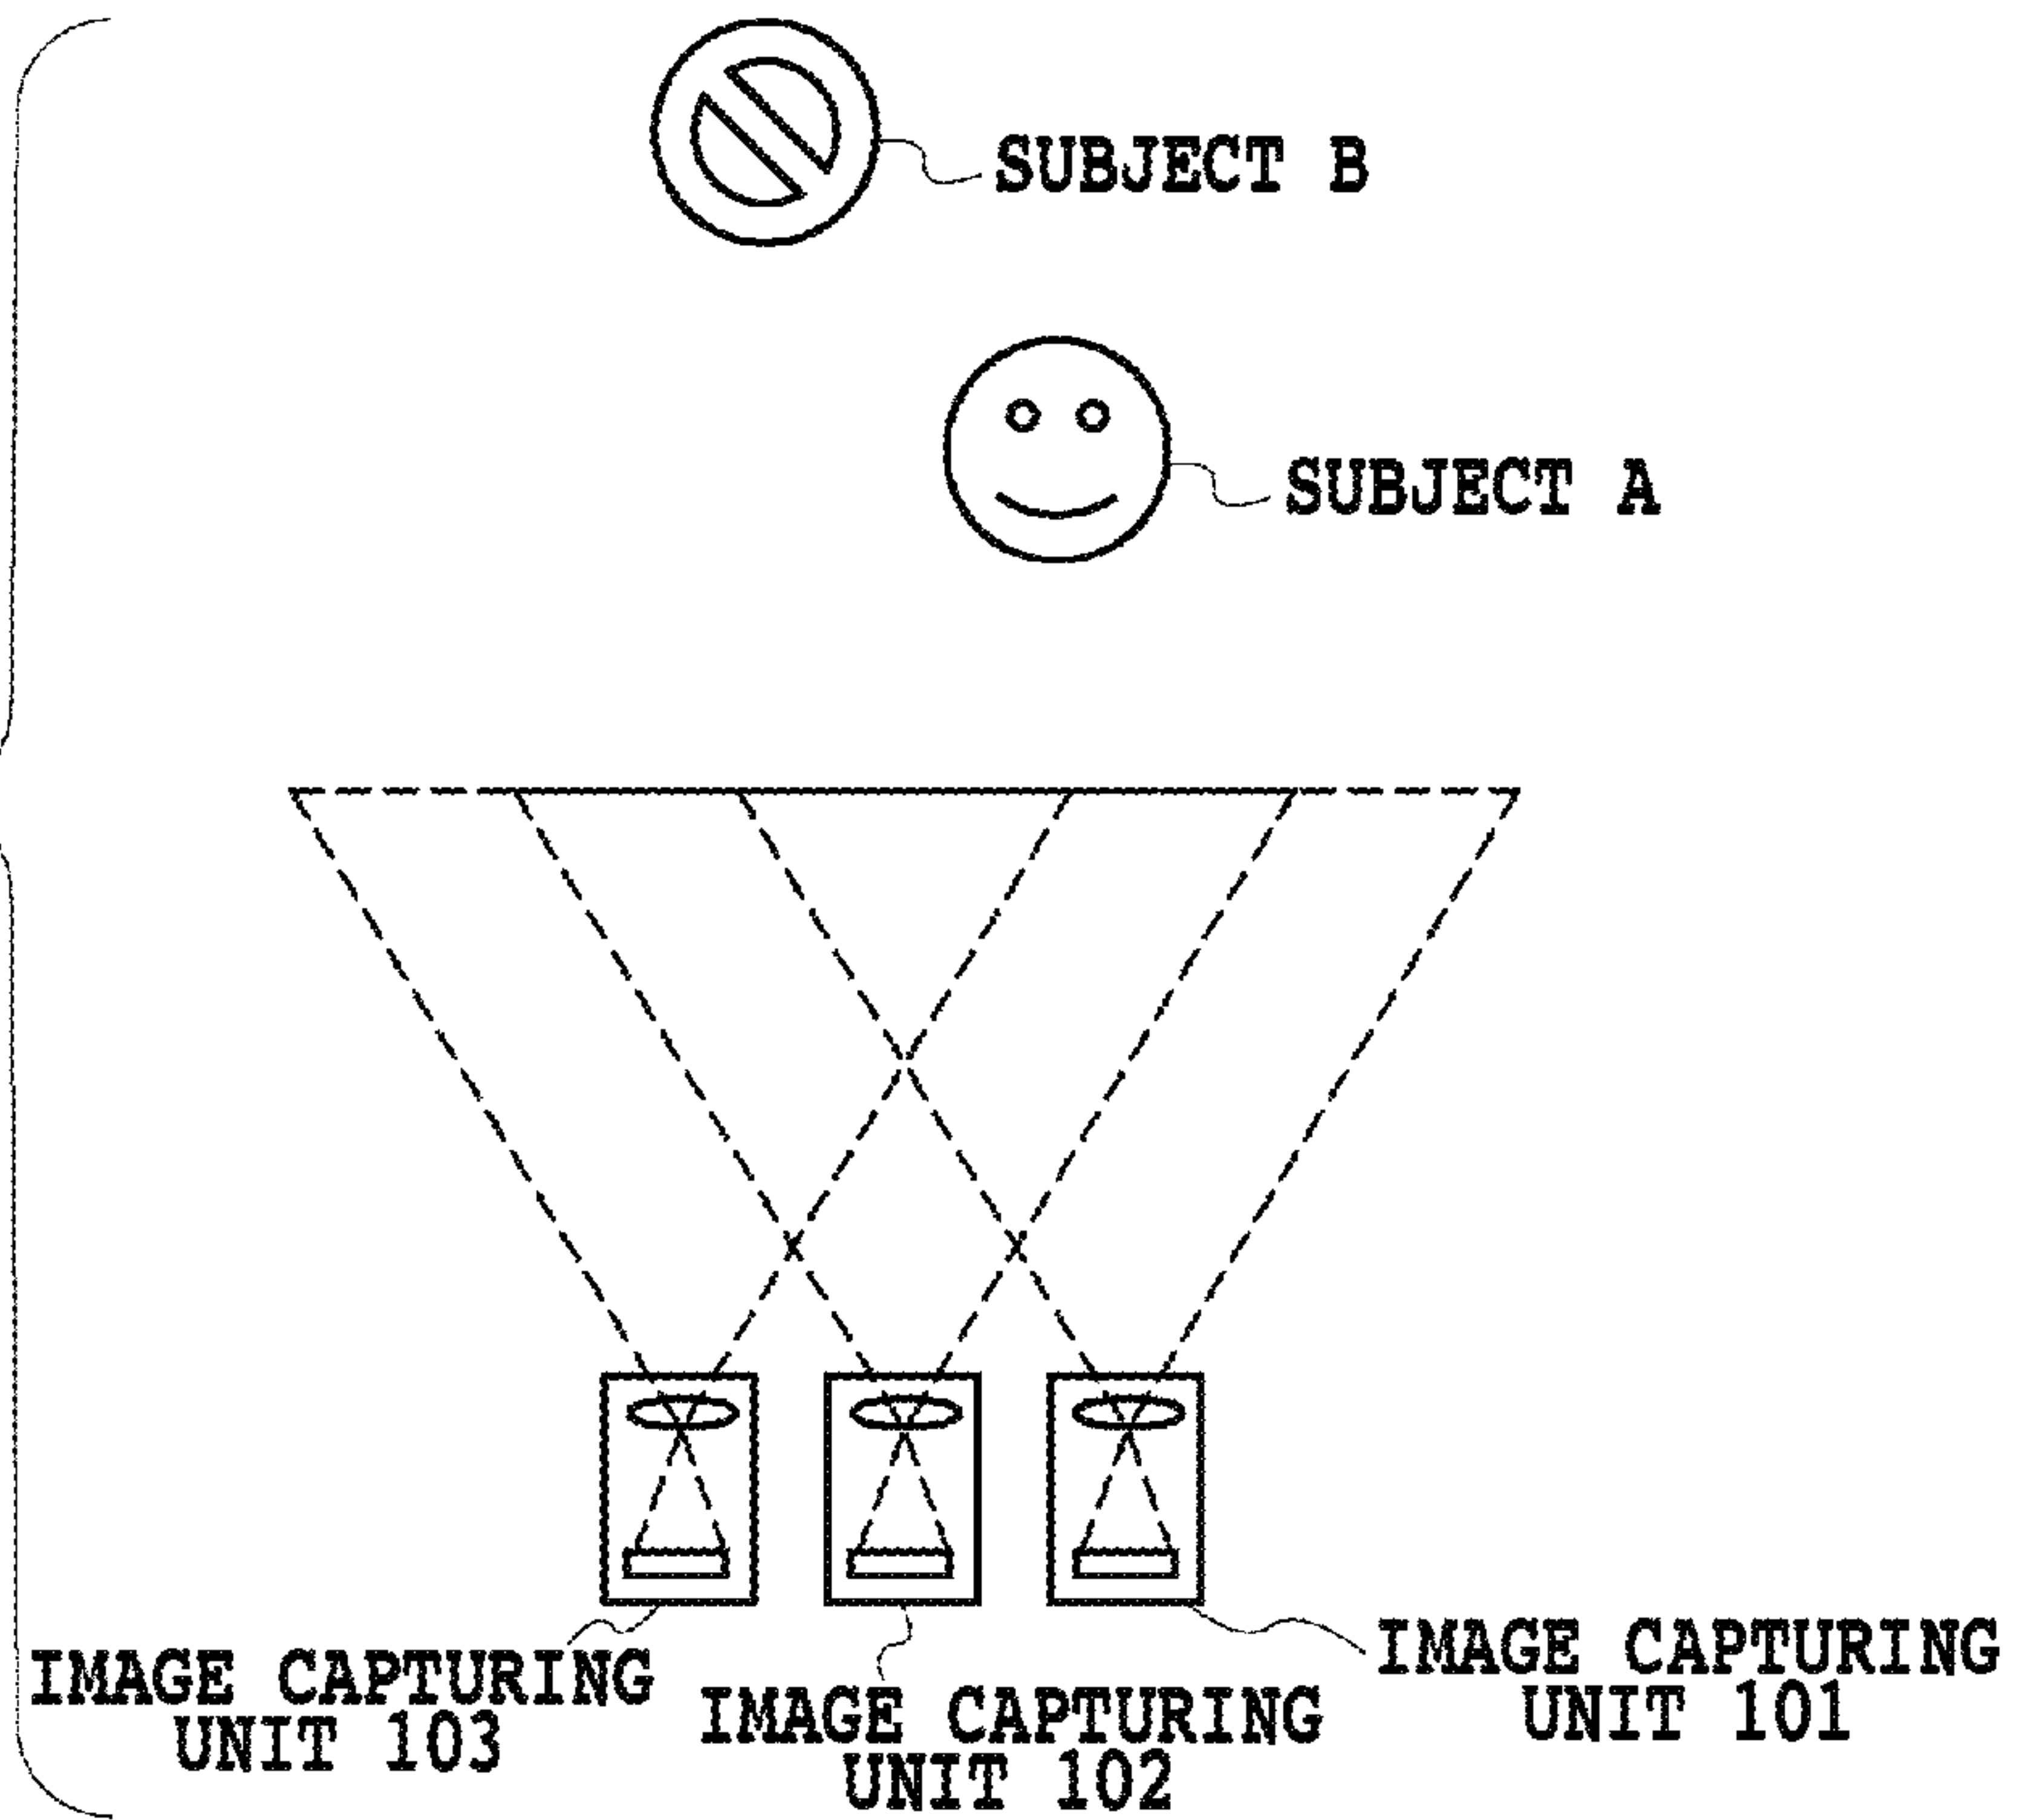 SUBJECT B
SUBJECT A
IMAGE CAPTURING
UNIT 103
IMAGE CAPTURING
UNIT 102
IMAGE CAPTURING
UNIT 101